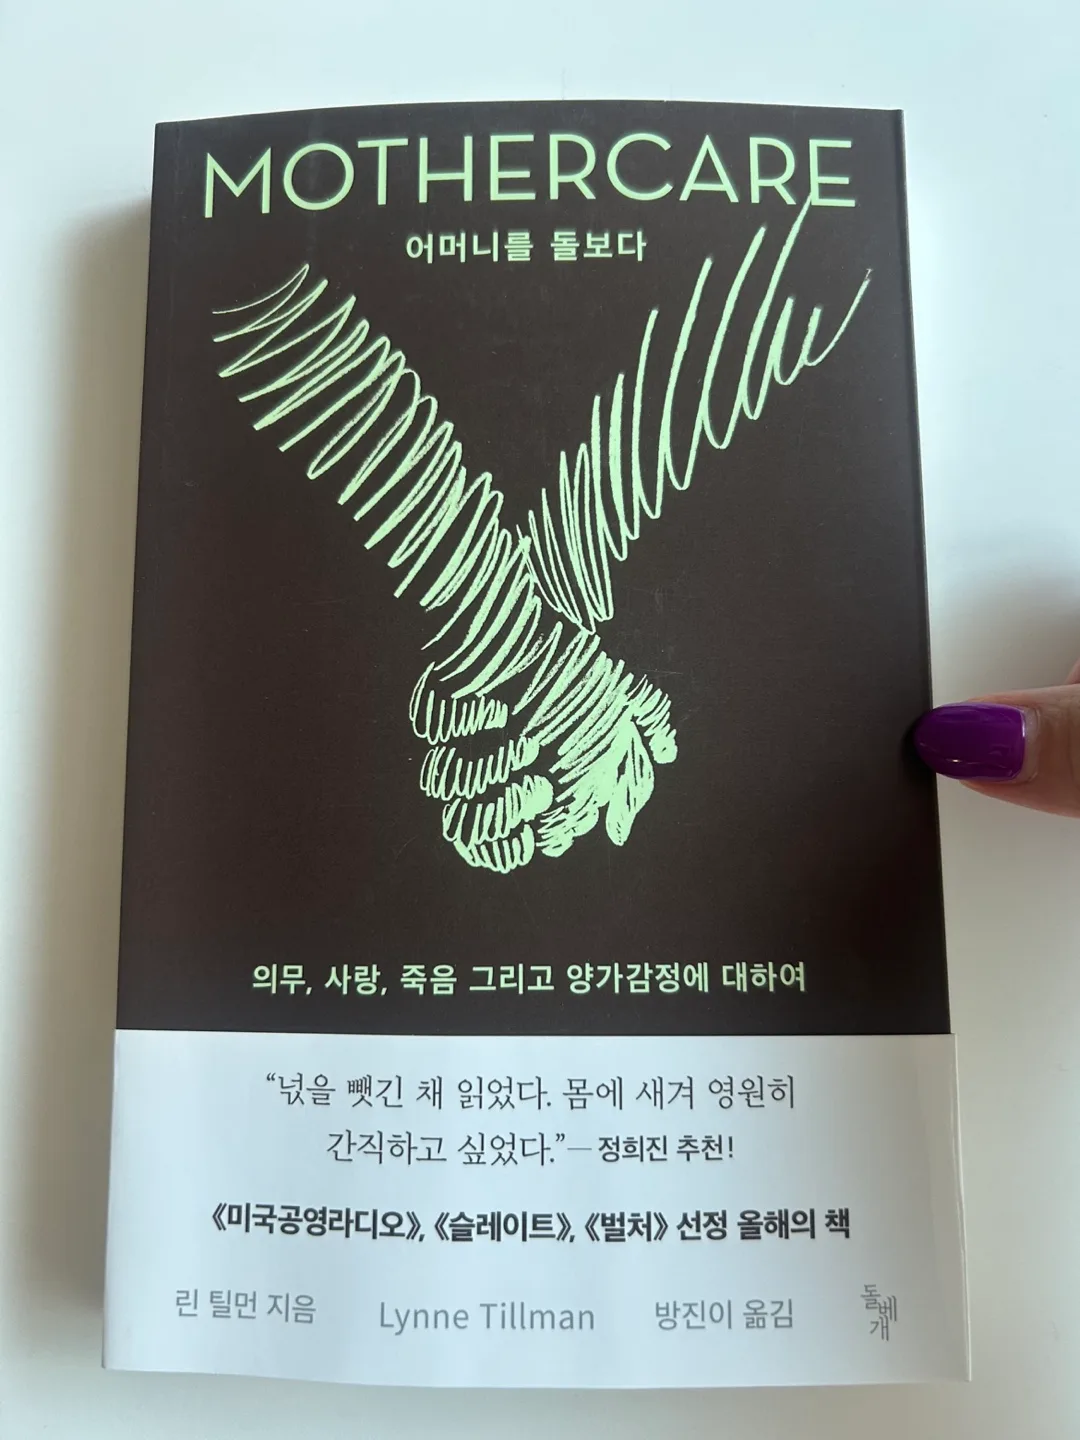 MOTHERCARE
어머니를 돌보다
의무, 사랑, 죽음 그리고 양가감정에 대하여
“넋을 뺏긴 채 읽었다. 몸에 새겨 영원히
간직하고 싶었다.”—정희진 추천!
《미국공영라디오》, 《슬레이트》, 《벌처》 선정 올해의 책
린 틸먼 지음 Lynne Tillman 방진이 옮김 돌베개